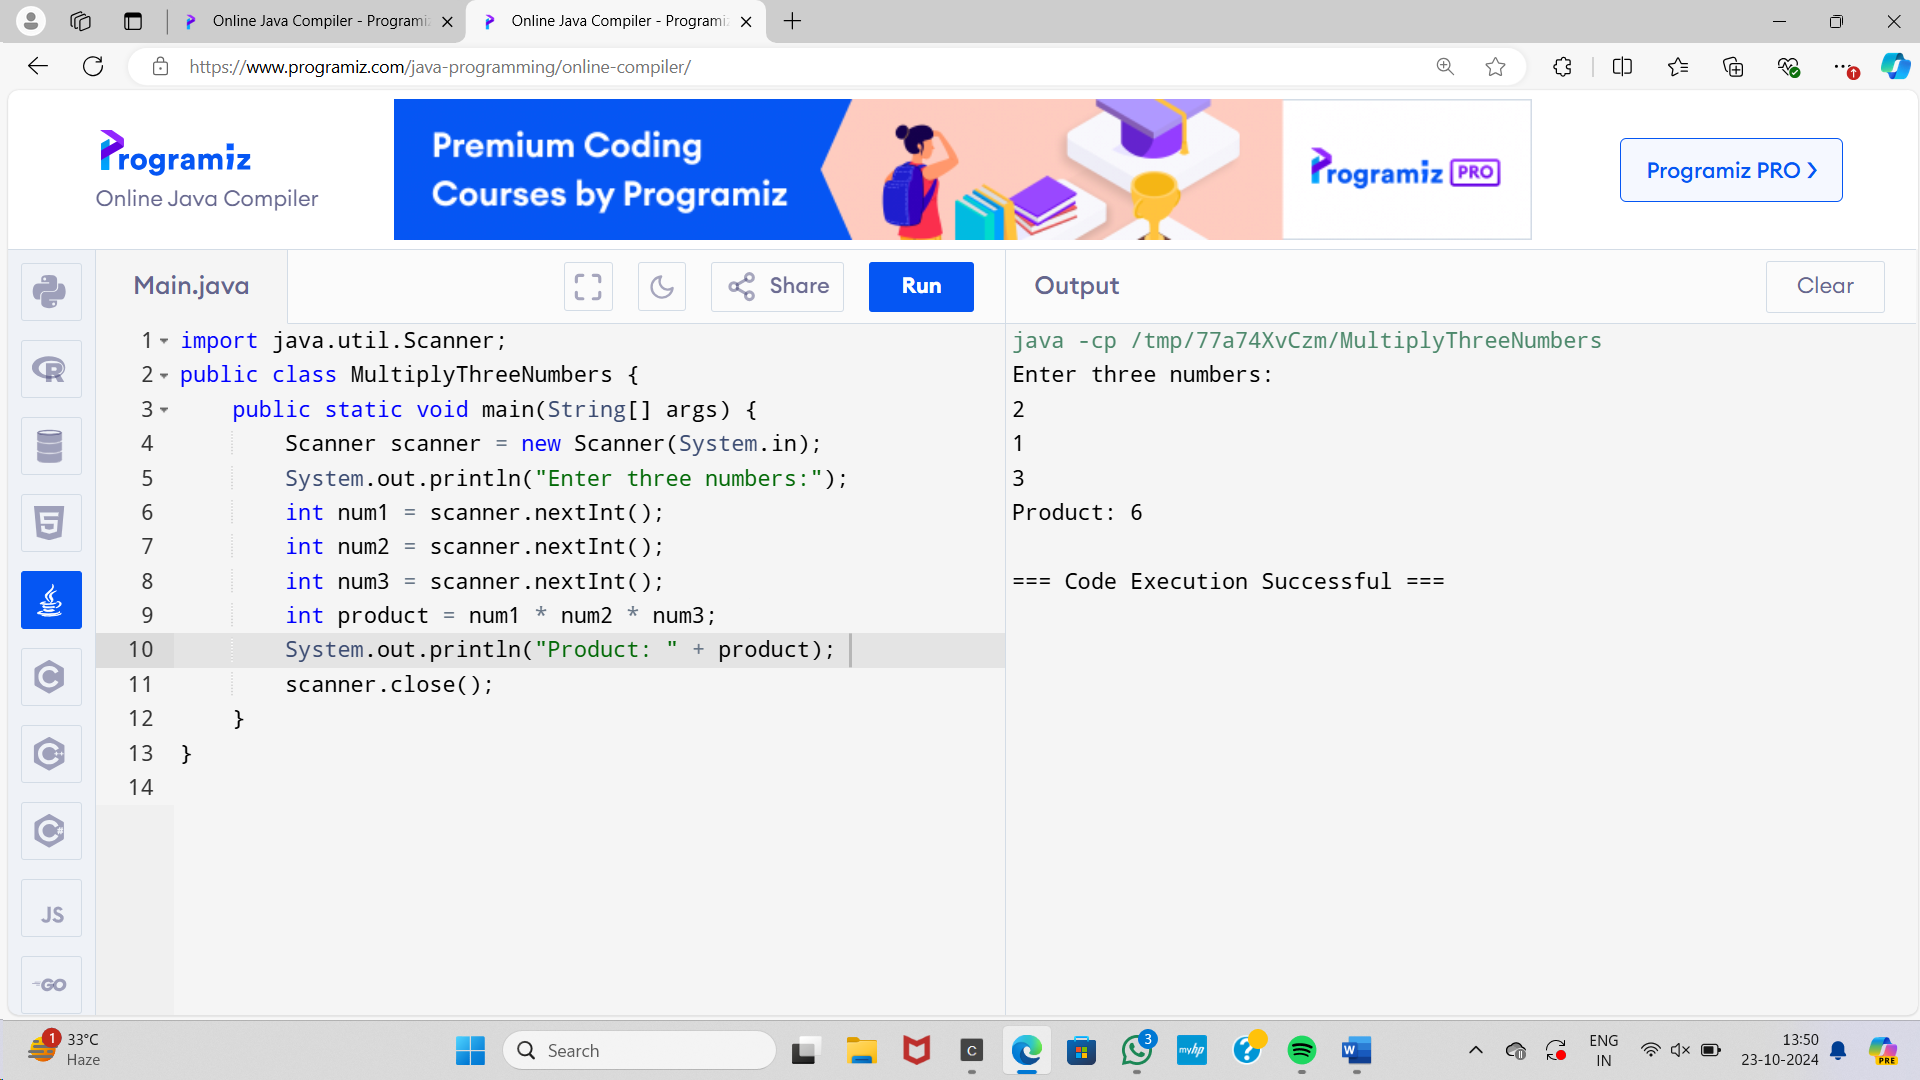 Online Java Compiler - Programiz
Online Java Compiler - Programiz
https://www.programiz.com/java-programming/online-compiler/
Programiz
Online Java Compiler
Premium Coding
Courses by Programiz
Programiz PRO
Programiz PRO ›
Main.java
Share
Run
Output
Clear
1 import java.util.Scanner;
2 public class MultiplyThreeNumbers {
3     public static void main(String[] args) {
4         Scanner scanner = new Scanner(System.in);
5         System.out.println("Enter three numbers:");
6         int num1 = scanner.nextInt();
7         int num2 = scanner.nextInt();
8         int num3 = scanner.nextInt();
9         int product = num1 * num2 * num3;
10         System.out.println("Product: " + product);
11         scanner.close();
12     }
13 }
14
java -cp /tmp/77a74XvCzm/MultiplyThreeNumbers
Enter three numbers:
2
1
3
Product: 6
=== Code Execution Successful ===
R
5
C
C++
C#
JS
GO
1
33°C
Haze
Search
C
3
myhp
?
W
ENG
IN
13:50
23-10-2024
PRE